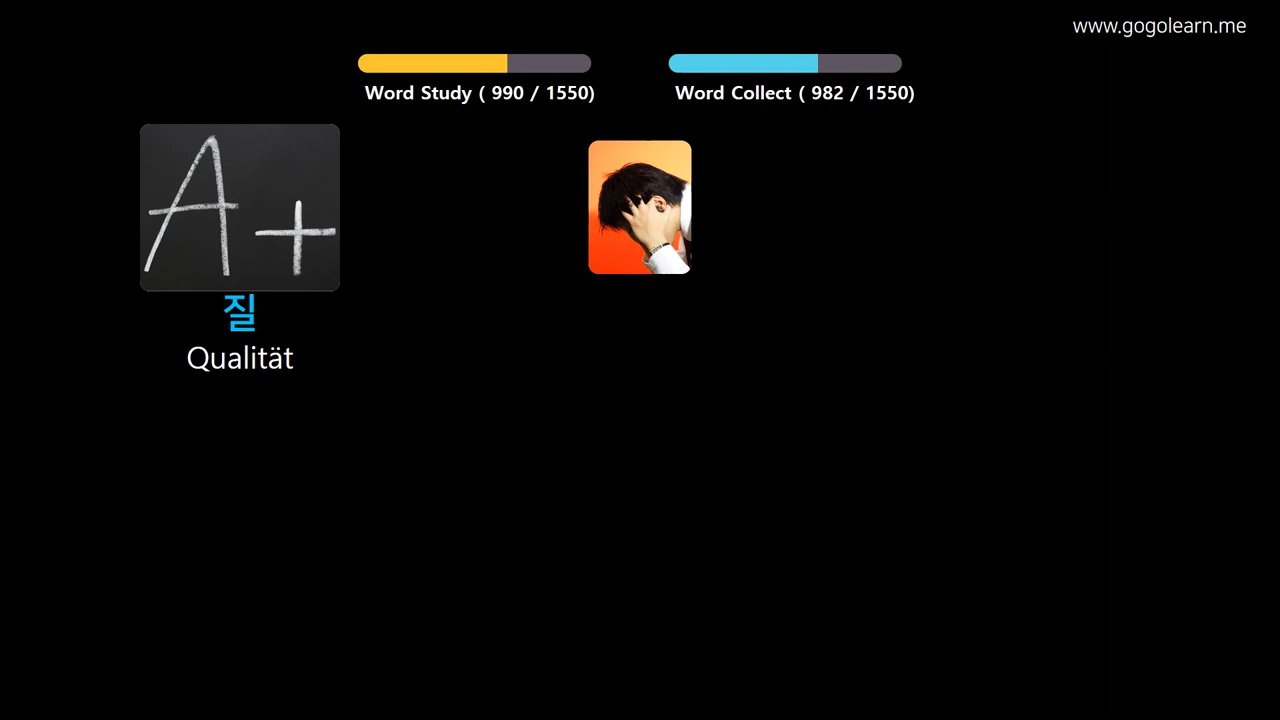 www.gogolearn.me
Word Study ( 990 / 1550)
Word Collect ( 982 / 1550)
A+
질
Qualität